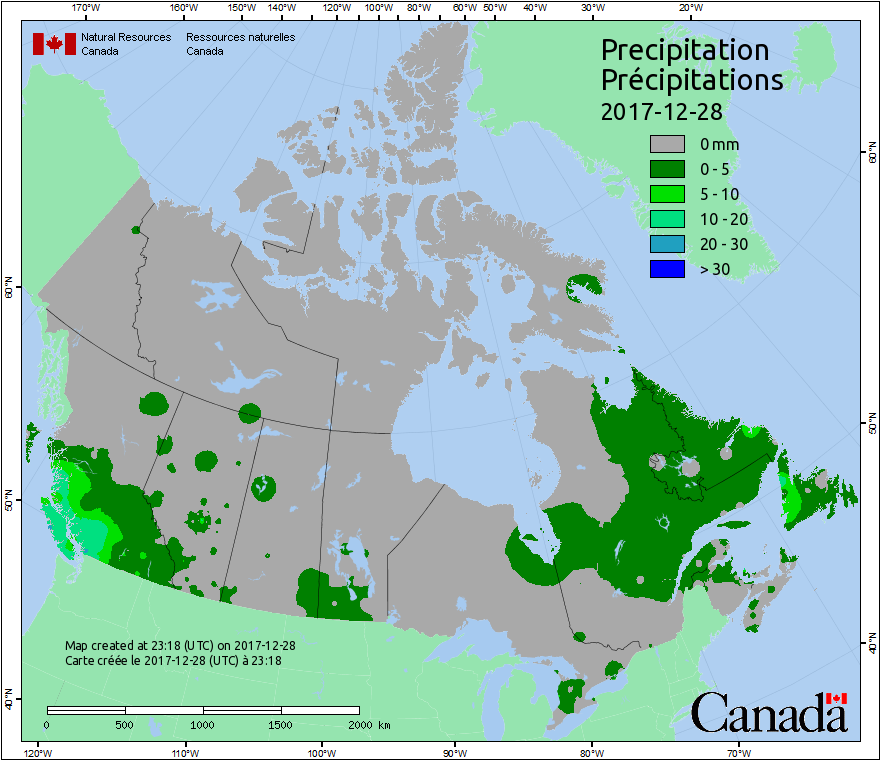 170°W 160°W 150°W 140°W 130°W 120°W 110°W 100°W 90°W 80°W 60°W 50°W 40°W 30°W 20°W
Natural Resources Ressources naturelles
Canada Canada
Precipitation
Précipitations
2017-12-28
0 mm
0 - 5
5 - 10
10 - 20
20 - 30
> 30
60°N
60°N
50°N
50°N
40°N
40°N
Map created at 23:18 (UTC) on 2017-12-28
Carte créée le 2017-12-28 (UTC) à 23:18
0 500 1000 1500 2000 km
Canada
120°W 110°W 100°W 90°W 80°W 70°W